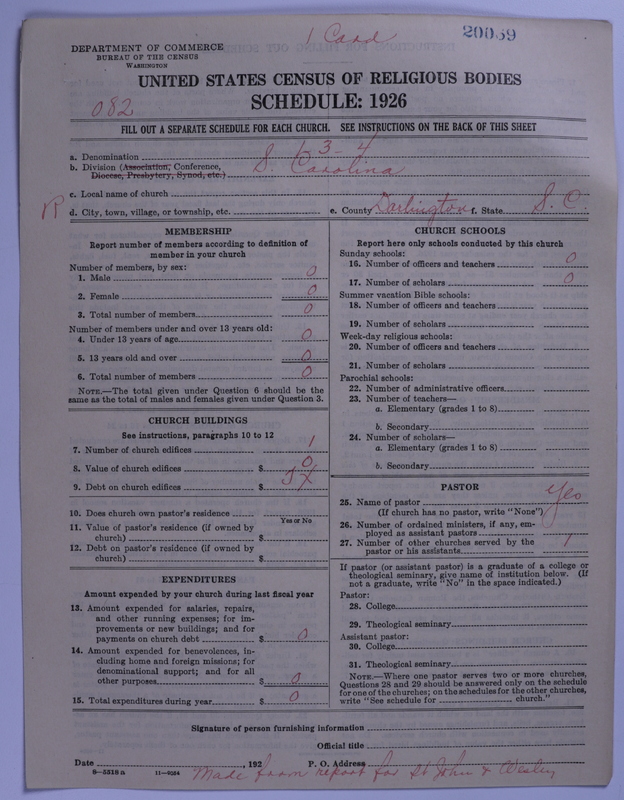 1 Card
20059
DEPARTMENT OF COMMERCE
BUREAU OF THE CENSUS
WASHINGTON
UNITED STATES CENSUS OF RELIGIOUS BODIES
SCHEDULE: 1926
082
FILL OUT A SEPARATE SCHEDULE FOR EACH CHURCH. SEE INSTRUCTIONS ON THE BACK OF THIS SHEET
a. Denomination 1-3-4
b. Division (Association, Conference, Diocese, Presbytery, Synod, etc.) S. Carolina
c. Local name of church
R d. City, town, village, or township, etc. e. County Darlington f. State S. C.
MEMBERSHIP
Report number of members according to definition of
member in your church
Number of members, by sex:
1. Male 0
2. Female 0
3. Total number of members 0
Number of members under and over 13 years old:
4. Under 13 years of age 0
5. 13 years old and over 0
6. Total number of members 0
NOTE.—The total given under Question 6 should be the
same as the total of males and females given under Question 3.
CHURCH BUILDINGS
See instructions, paragraphs 10 to 12
7. Number of church edifices 1
8. Value of church edifices $ 0
9. Debt on church edifices $ X
10. Does church own pastor's residence?
Yes or No
11. Value of pastor's residence (if owned by
church) $
12. Debt on pastor's residence (if owned by
church) $
EXPENDITURES
Amount expended by your church during last fiscal year
13. Amount expended for salaries, repairs,
and other running expenses; for im-
provements or new buildings; and for
payments on church debt $ 0
14. Amount expended for benevolences, in-
cluding home and foreign missions; for
denominational support; and for all
other purposes $ 0
15. Total expenditures during year $ 0
CHURCH SCHOOLS
Report here only schools conducted by this church
Sunday schools:
16. Number of officers and teachers 0
17. Number of scholars 0
Summer vacation Bible schools:
18. Number of officers and teachers
19. Number of scholars
Week-day religious schools:
20. Number of officers and teachers
21. Number of scholars
Parochial schools:
22. Number of administrative officers
23. Number of teachers—
a. Elementary (grades 1 to 8)
b. Secondary
24. Number of scholars—
a. Elementary (grades 1 to 8)
b. Secondary
PASTOR
25. Name of pastor Yes
(If church has no pastor, write "None")
26. Number of ordained ministers, if any, em-
ployed as assistant pastors
27. Number of other churches served by the
pastor or his assistants 1
If pastor (or assistant pastor) is a graduate of a college or
theological seminary, give name of institution below. (If
not a graduate, write "No" in the space indicated.)
Pastor:
28. College
29. Theological seminary
Assistant pastor:
30. College
31. Theological seminary
NOTE.—Where one pastor serves two or more churches,
Questions 28 and 29 should be answered only on the schedule
for one of the churches; on the schedules for the other churches,
write "See schedule for church."
Signature of person furnishing information
Official title
Date , 192 P. O. Address
8—5318 a 11—9054 Made from report for St John & Wesley